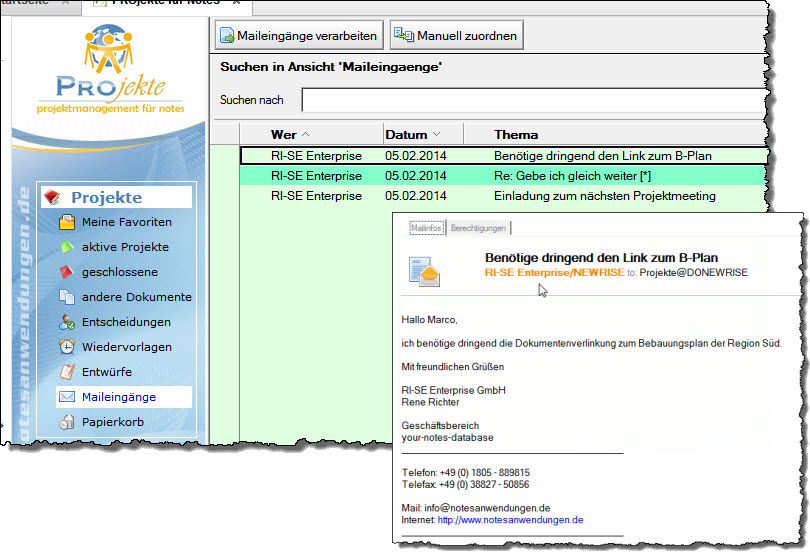 Startseite
PROjekte für Notes
PROjekte
projektmanagement für notes
Maileingänge verarbeiten
Manuell zuordnen
Suchen in Ansicht 'Maileingaenge'
Suchen nach
Wer Datum Thema
RI-SE Enterprise 05.02.2014 Benötige dringend den Link zum B-Plan
RI-SE Enterprise 05.02.2014 Re: Gebe ich gleich weiter [*]
RI-SE Enterprise 05.02.2014 Einladung zum nächsten Projektmeeting
notesanwendungen.de
Projekte
Meine Favoriten
aktive Projekte
geschlossene
andere Dokumente
Entscheidungen
Wiedervorlagen
Entwürfe
Maileingänge
Papierkorb
Mailinfos
Berechtigungen
Benötige dringend den Link zum B-Plan
RI-SE Enterprise/NEWRISE to: Projekte@DONEWRISE
Hallo Marco,
ich benötige dringend die Dokumentenverlinkung zum Bebauungsplan der Region Süd.
Mit freundlichen Grüßen
RI-SE Enterprise GmbH
Rene Richter
Geschäftsbereich
your-notes-database
Telefon: +49 (0) 1805 - 889815
Telefax: +49 (0) 38827 - 50856
Mail: info@notesanwendungen.de
Internet: http://www.notesanwendungen.de